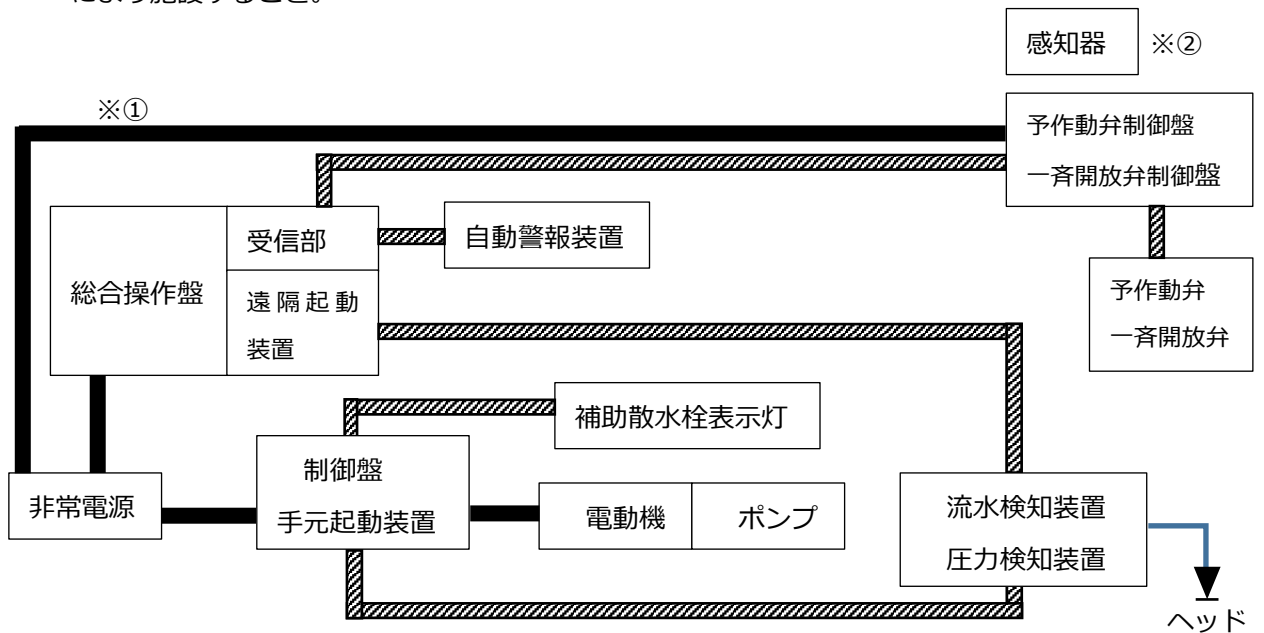 により施設すること。
感知器 ※②
※①
予作動弁制御盤
一斉開放弁制御盤
受信部
自動警報装置
総合操作盤
遠隔起動
装置
予作動弁
一斉開放弁
補助散水栓表示灯
制御盤
手元起動装置
非常電源
電動機
ポンプ
流水検知装置
圧力検知装置
ヘッド